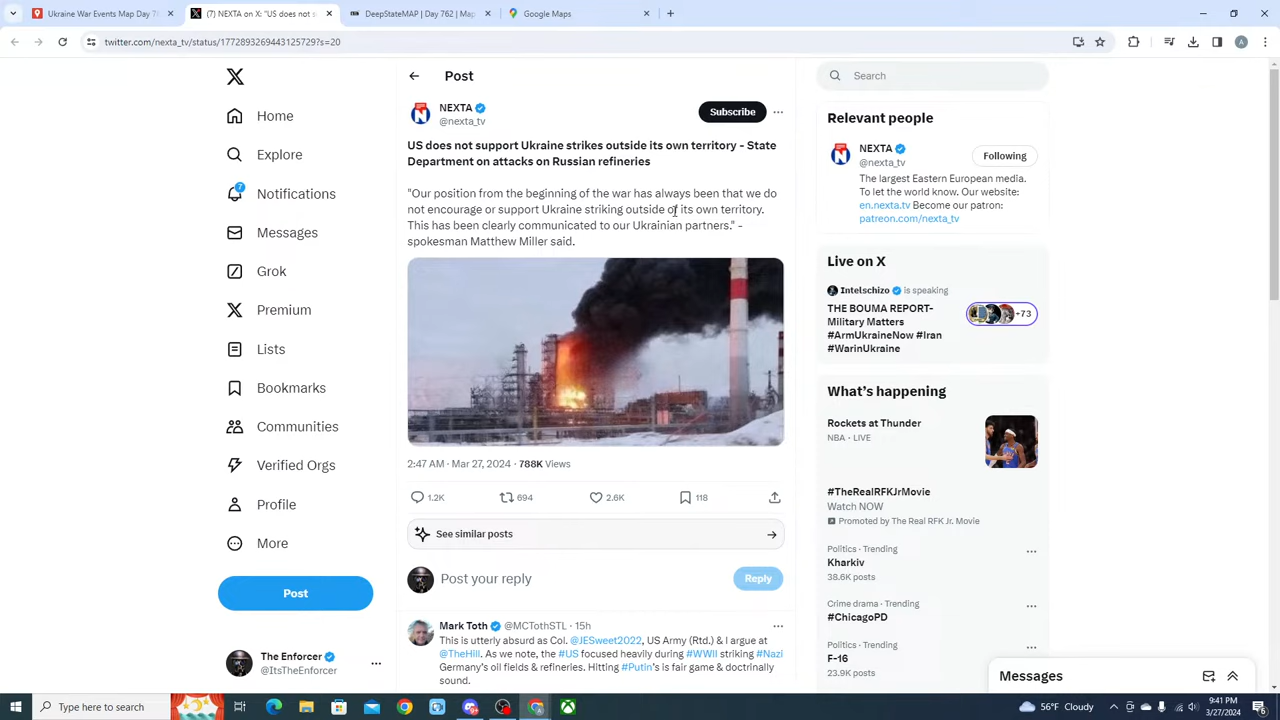 Ukraine War Events Map Day 7
(7) NEXTA on X: "US does not s
DeepStateMAP | Day 762 | Map
Google Maps
twitter.com/nexta_tv/status/1772893269443125729?s=20
Post
Search
Home
Explore
7
Notifications
Messages
Grok
Premium
Lists
Bookmarks
Communities
Verified Orgs
Profile
More
Post
The Enforcer
@ItsTheEnforcer
NEXTA
@nexta_tv
Subscribe
US does not support Ukraine strikes outside its own territory - State
Department on attacks on Russian refineries
"Our position from the beginning of the war has always been that we do
not encourage or support Ukraine striking outside of its own territory.
This has been clearly communicated to our Ukrainian partners." -
spokesman Matthew Miller said.
2:47 AM · Mar 27, 2024 · 788K Views
1.2K 694 2.6K 118
See similar posts
Post your reply
Reply
Mark Toth @MCTothSTL · 15h
This is utterly absurd as Col. @JESweet2022, US Army (Rtd.) & I argue at
@TheHill. As we note, the #US focused heavily during #WWII striking #Nazi
Germany's oil fields & refineries. Hitting #Putin's is fair game & doctrinally
sound.
Relevant people
NEXTA
@nexta_tv
Following
The largest Eastern European media.
To let the world know. Our website:
en.nexta.tv Become our patron:
patreon.com/nexta_tv
Live on X
Intelschizo is speaking
THE BOUMA REPORT-
Military Matters
#ArmUkraineNow #Iran
#WarinUkraine
+73
What's happening
Rockets at Thunder
NBA · LIVE
#TheRealRFKJrMovie
Watch NOW
Promoted by The Real RFK Jr. Movie
Politics · Trending
Kharkiv
38.6K posts
Crime drama · Trending
#ChicagoPD
Politics · Trending
F-16
23.9K posts
Messages
Type here to search
56°F Cloudy
9:41 PM
3/27/2024